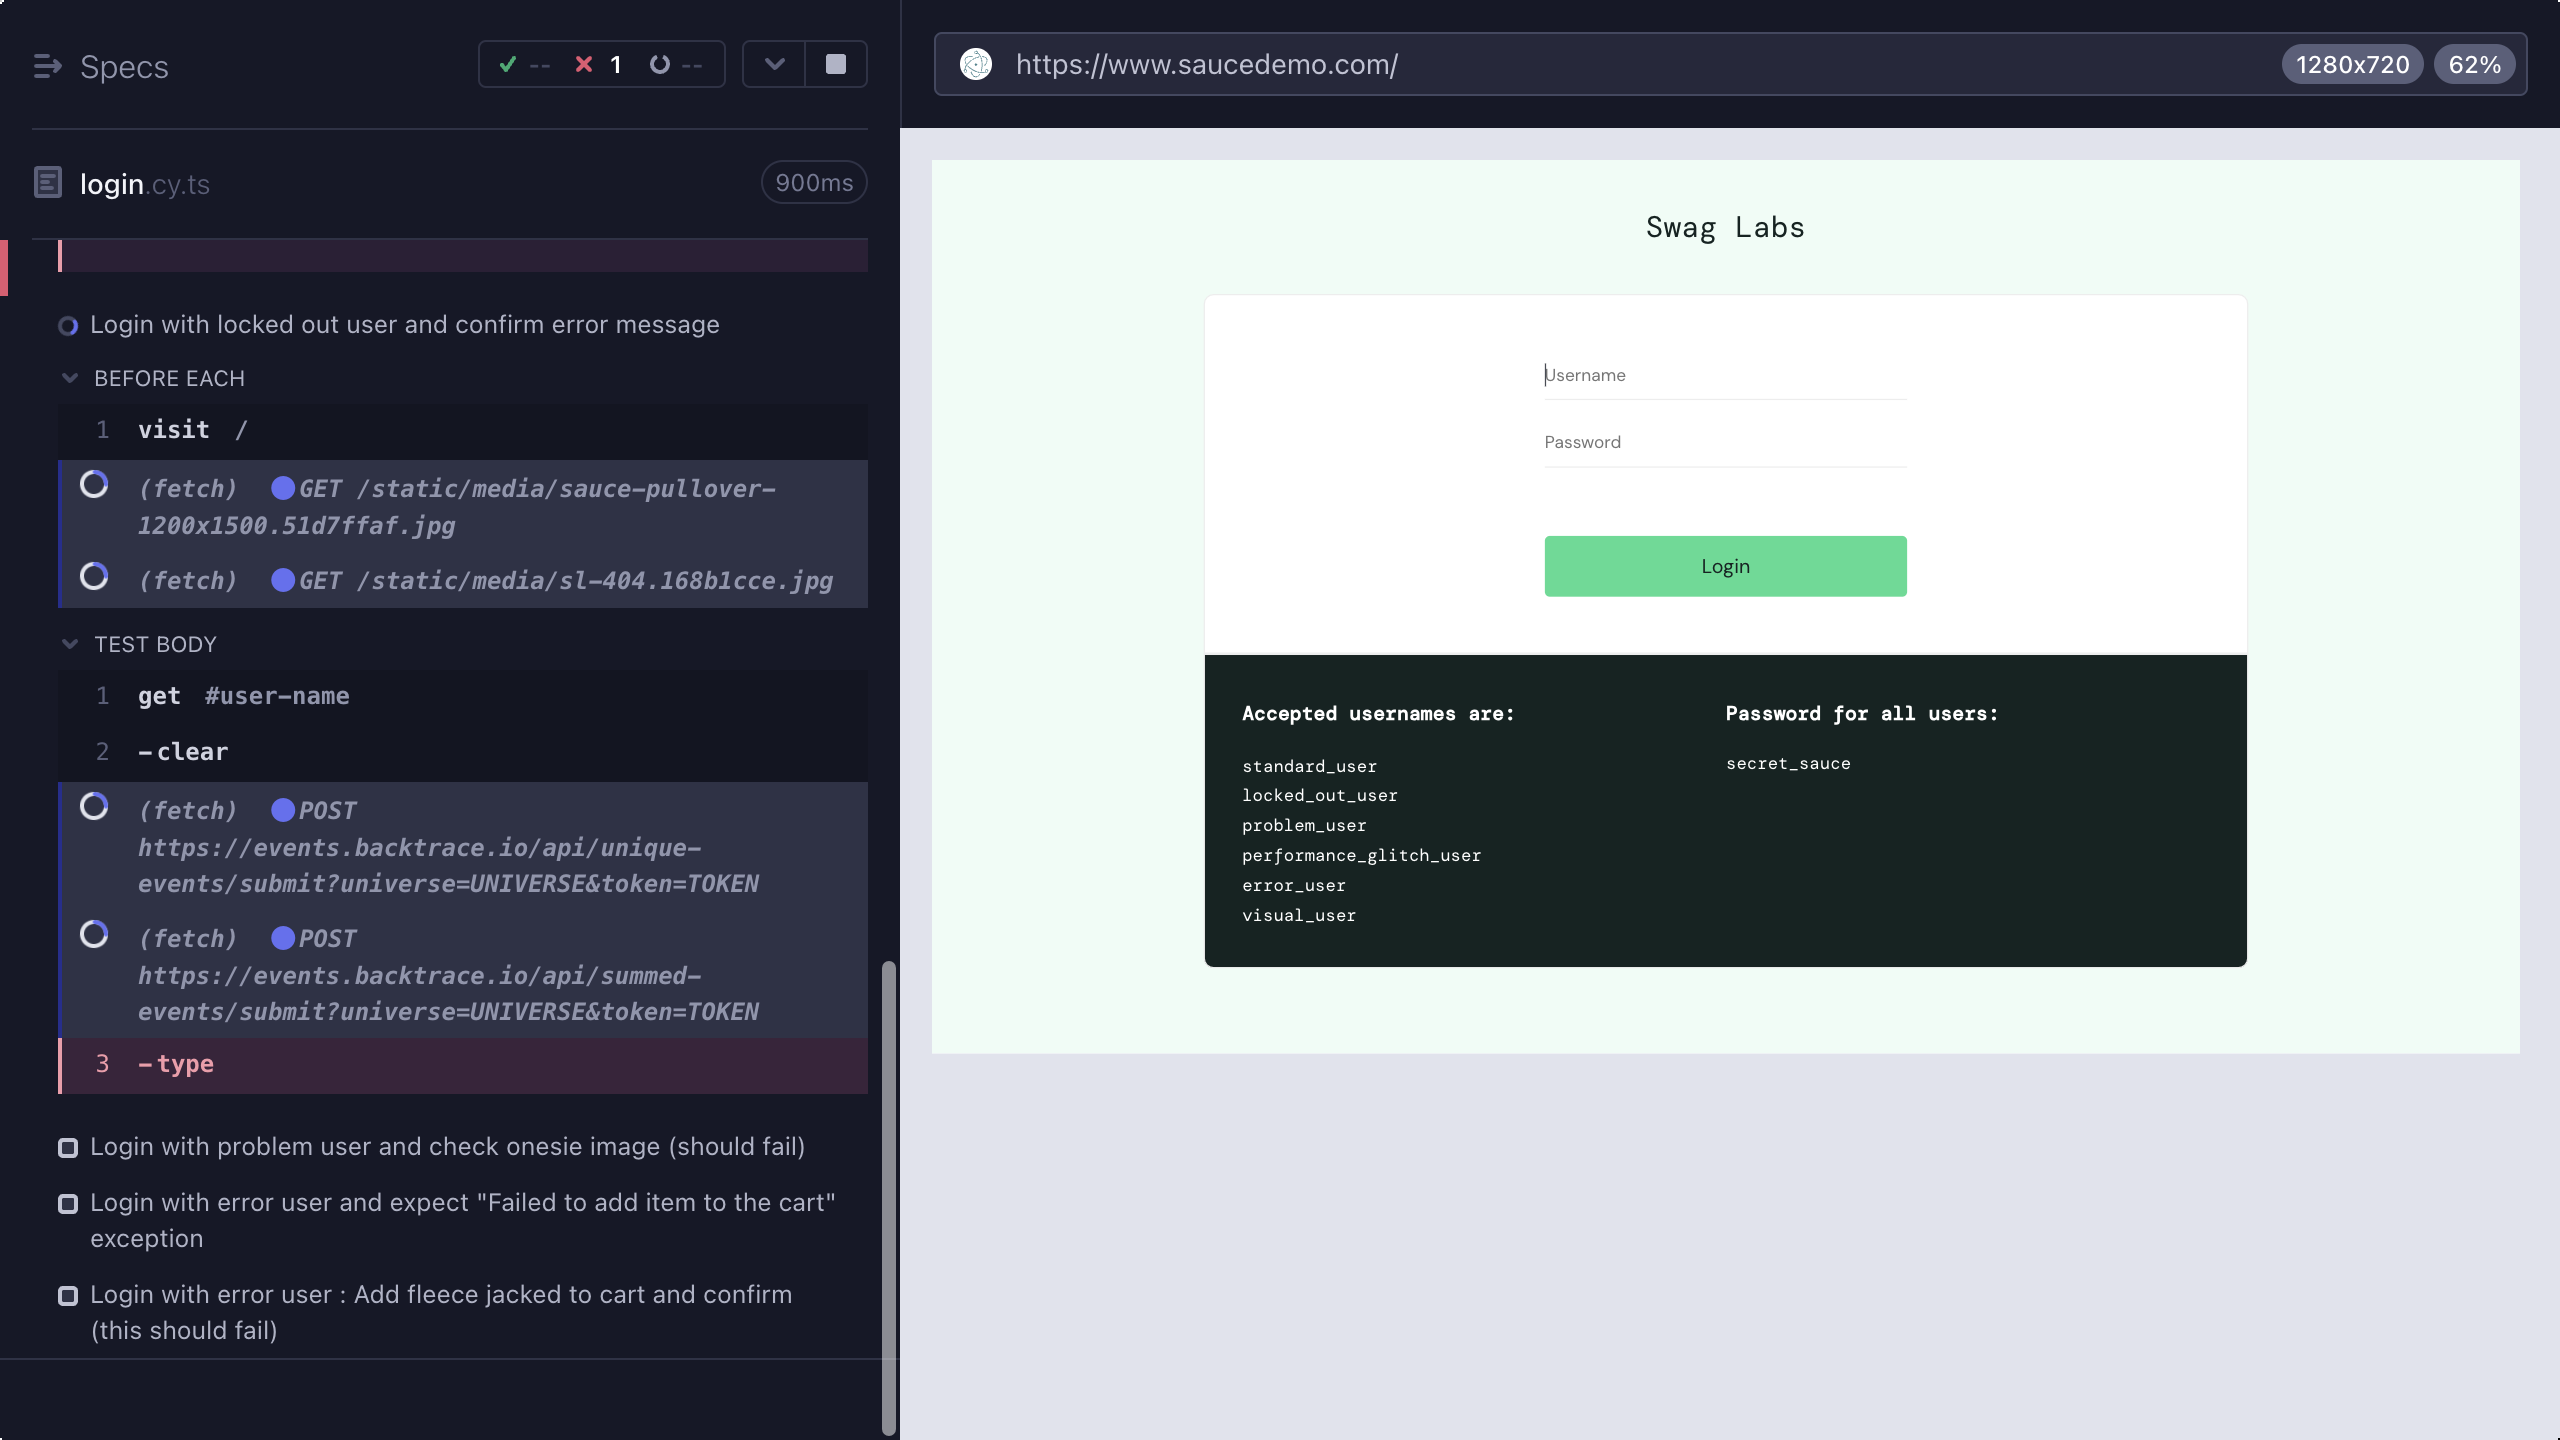 Specs
-- 1 --
login.cy.ts 900ms
Login with locked out user and confirm error message
BEFORE EACH
1 visit /
(fetch) GET /static/media/sauce-pullover-
1200x1500.51d7ffaf.jpg
(fetch) GET /static/media/sl-404.168b1cce.jpg
TEST BODY
1 get #user-name
2 -clear
(fetch) POST
https://events.backtrace.io/api/unique-
events/submit?universe=UNIVERSE&token=TOKEN
(fetch) POST
https://events.backtrace.io/api/summed-
events/submit?universe=UNIVERSE&token=TOKEN
3 -type
Login with problem user and check onesie image (should fail)
Login with error user and expect "Failed to add item to the cart"
exception
Login with error user : Add fleece jacked to cart and confirm
(this should fail)
https://www.saucedemo.com/ 1280x720 62%
Swag Labs
Username
Password
Login
Accepted usernames are:
standard_user
locked_out_user
problem_user
performance_glitch_user
error_user
visual_user
Password for all users:
secret_sauce